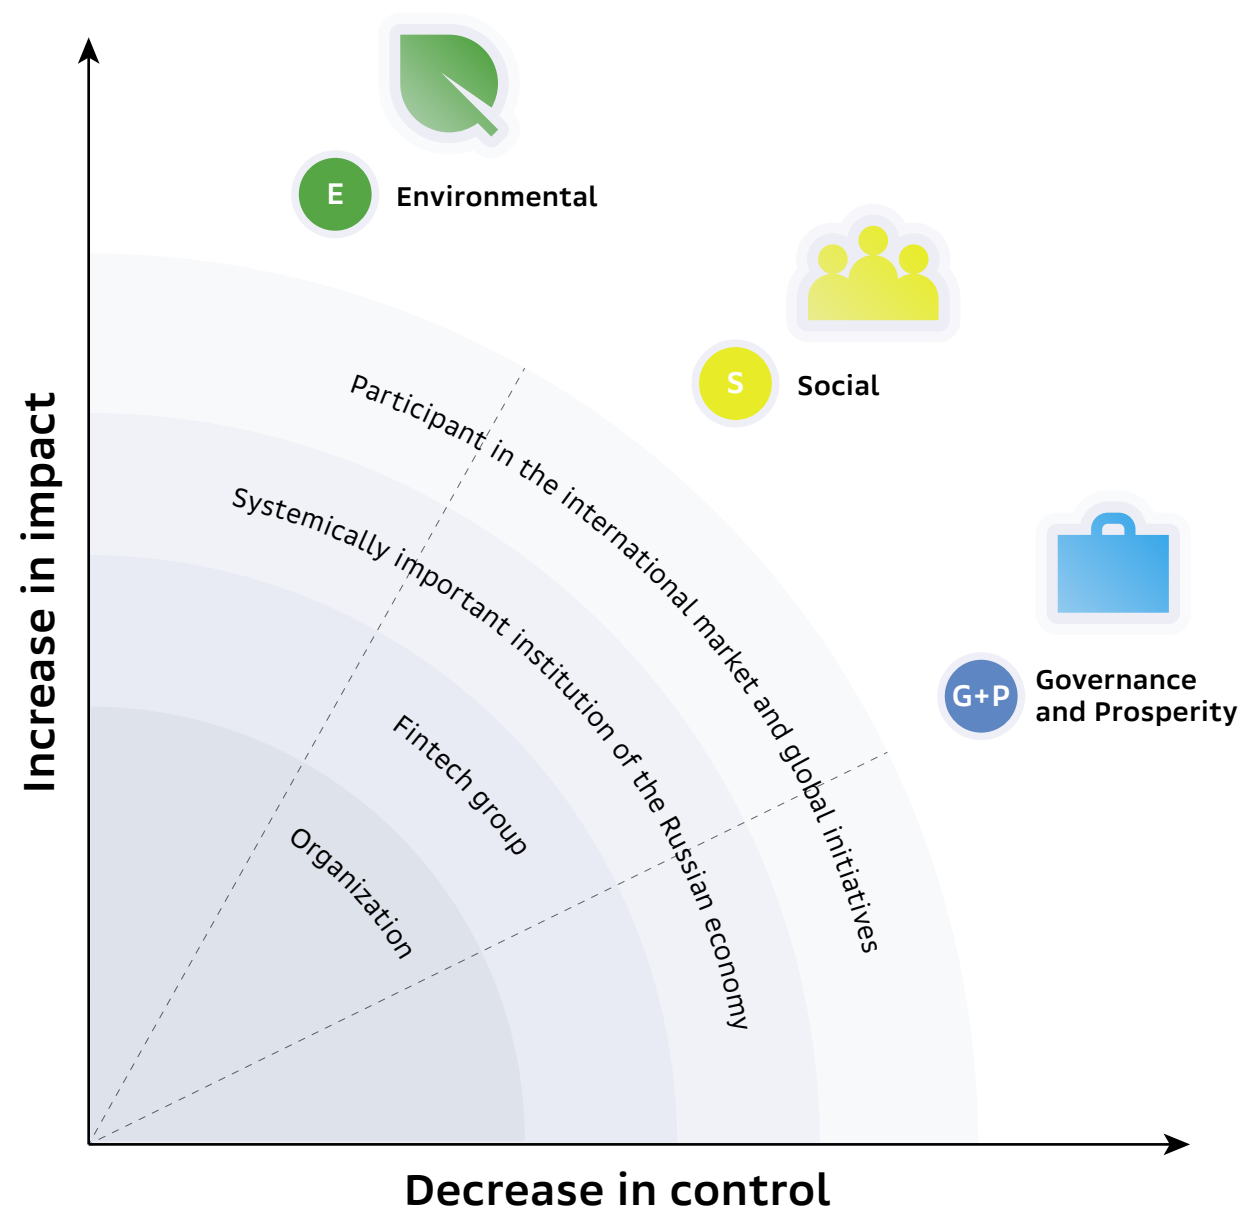 E
Environmental
S
Social
G+P
Governance
and Prosperity
Increase in impact
Participant in the international market and global initiatives
Systemically important institution of the Russian economy
Fintech group
Organization
Decrease in control